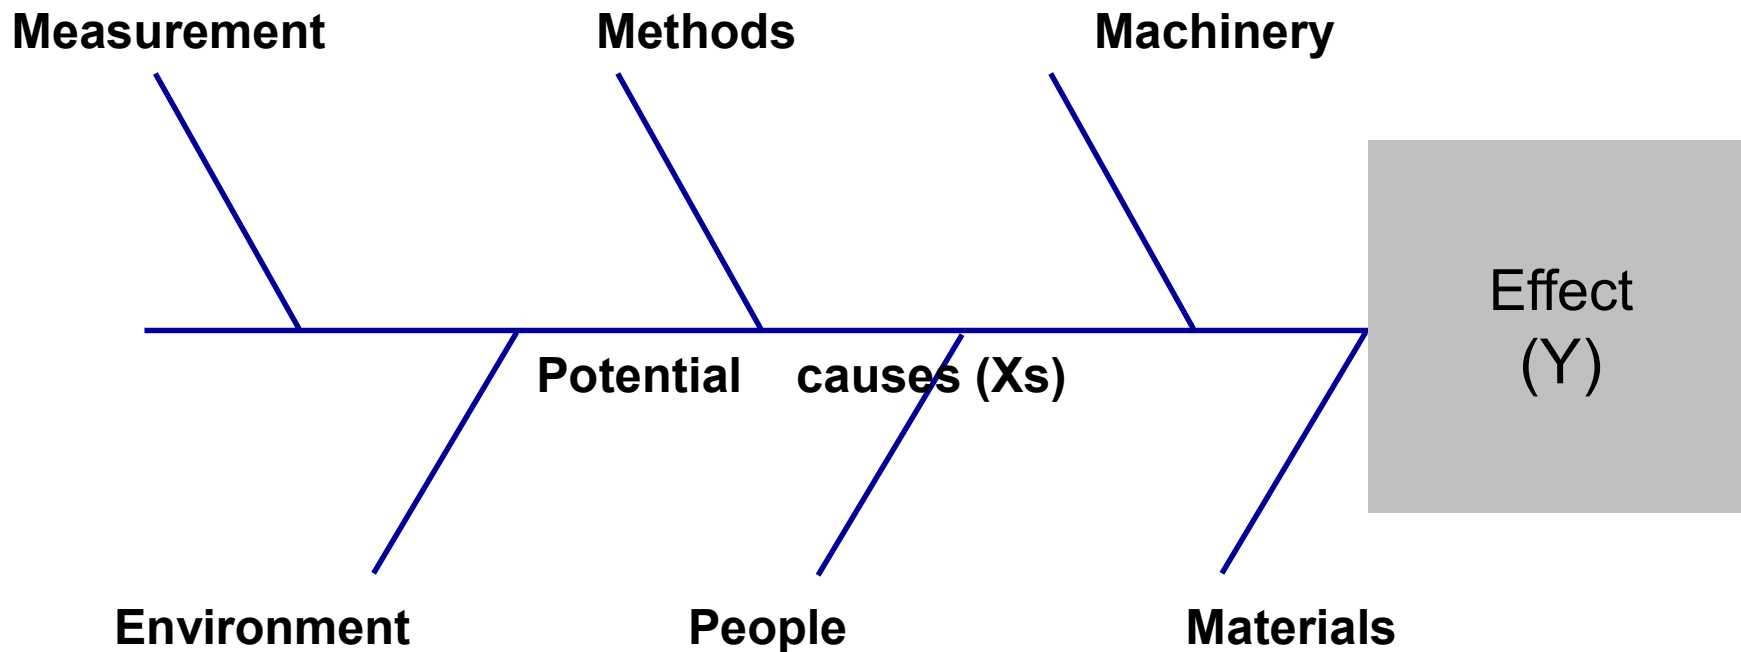 Measurement Methods Machinery
Effect
(Y)
Potential causes (Xs)
Environment People Materials